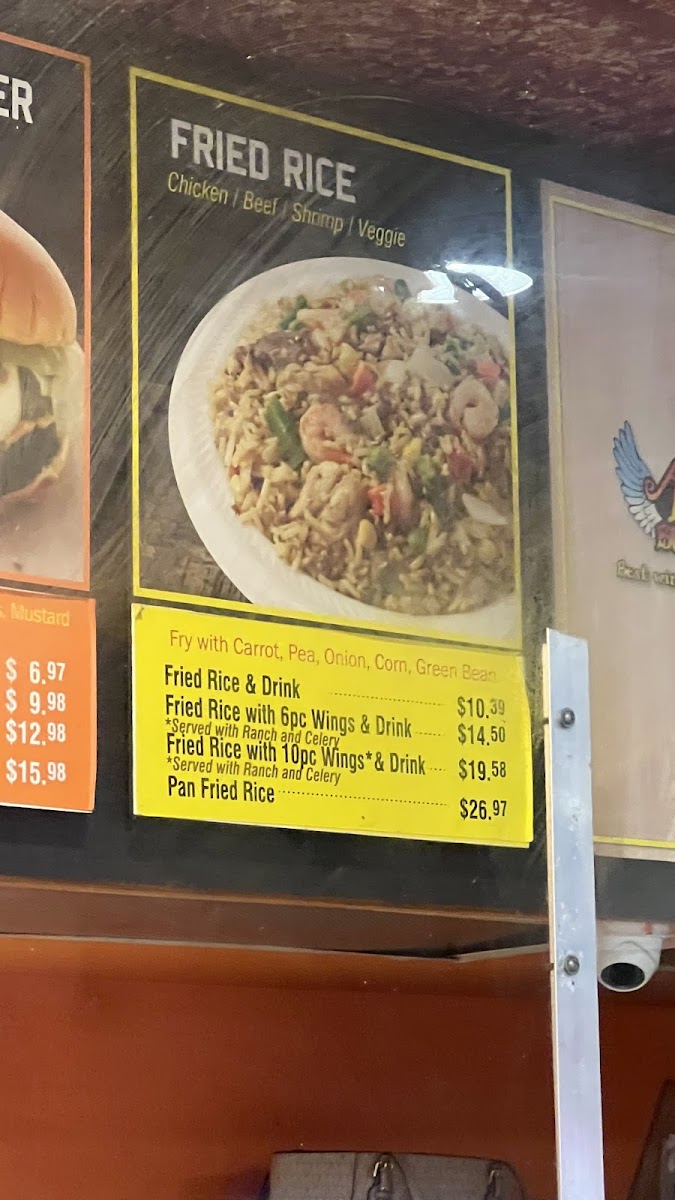 ER
FRIED RICE
Chicken / Beef / Shrimp / Veggie
Mustard
$ 6.97
$ 9.98
$12.98
$15.98
Fry with Carrot, Pea, Onion, Corn, Green Bean
Fried Rice & Drink $10.39
Fried Rice with 6pc Wings & Drink $14.50
*Served with Ranch and Celery
Fried Rice with 10pc Wings* & Drink $19.58
*Served with Ranch and Celery
Pan Fried Rice $26.97
Best